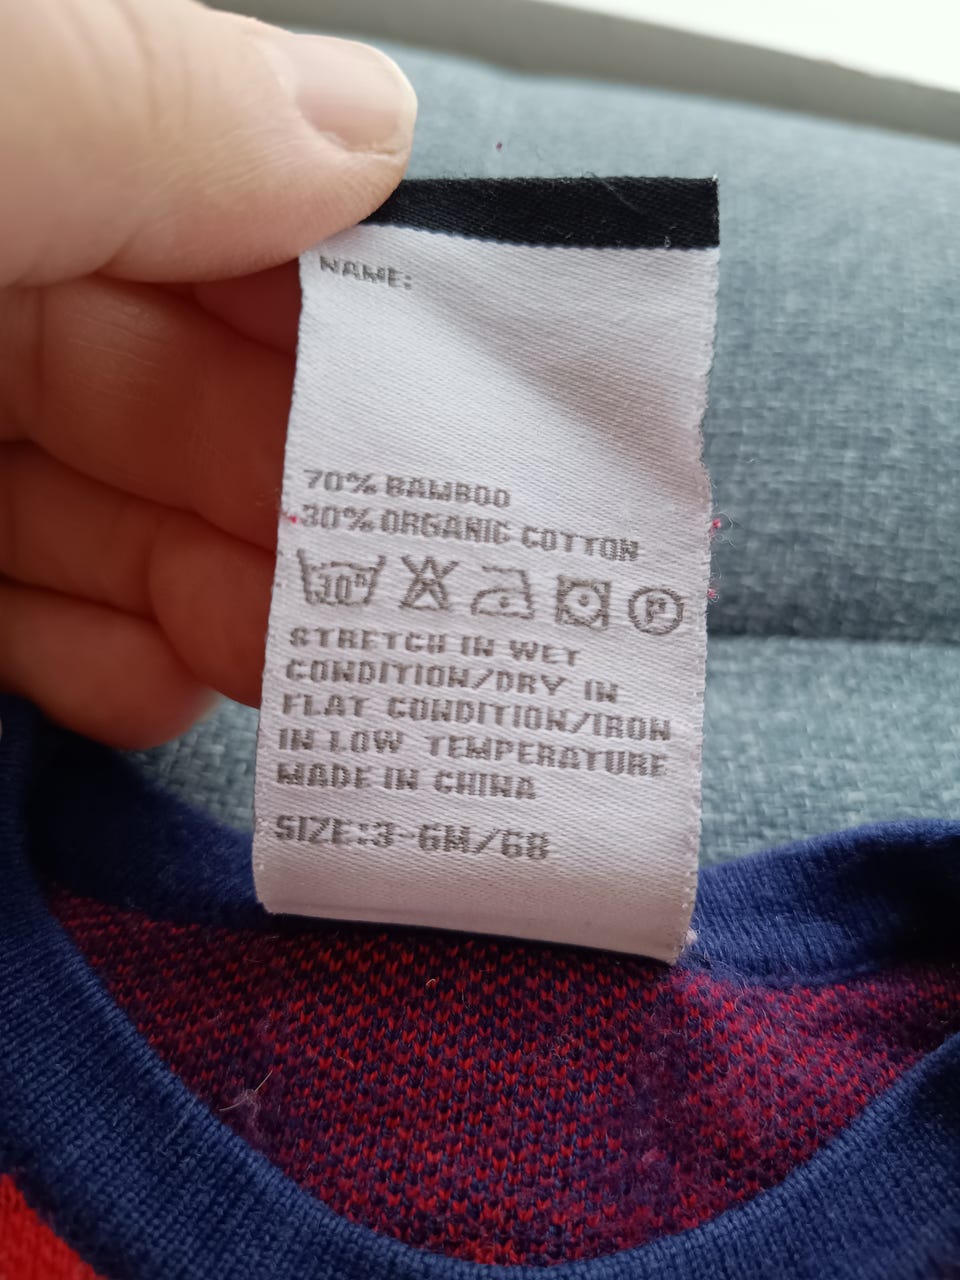 NAME:
70% BAMBOO
30% ORGANIC COTTON
30°
P
STRETCH IN WET
CONDITION/DRY IN
FLAT CONDITION/IRON
IN LOW TEMPERATURE
MADE IN CHINA
SIZE:3-6M/68